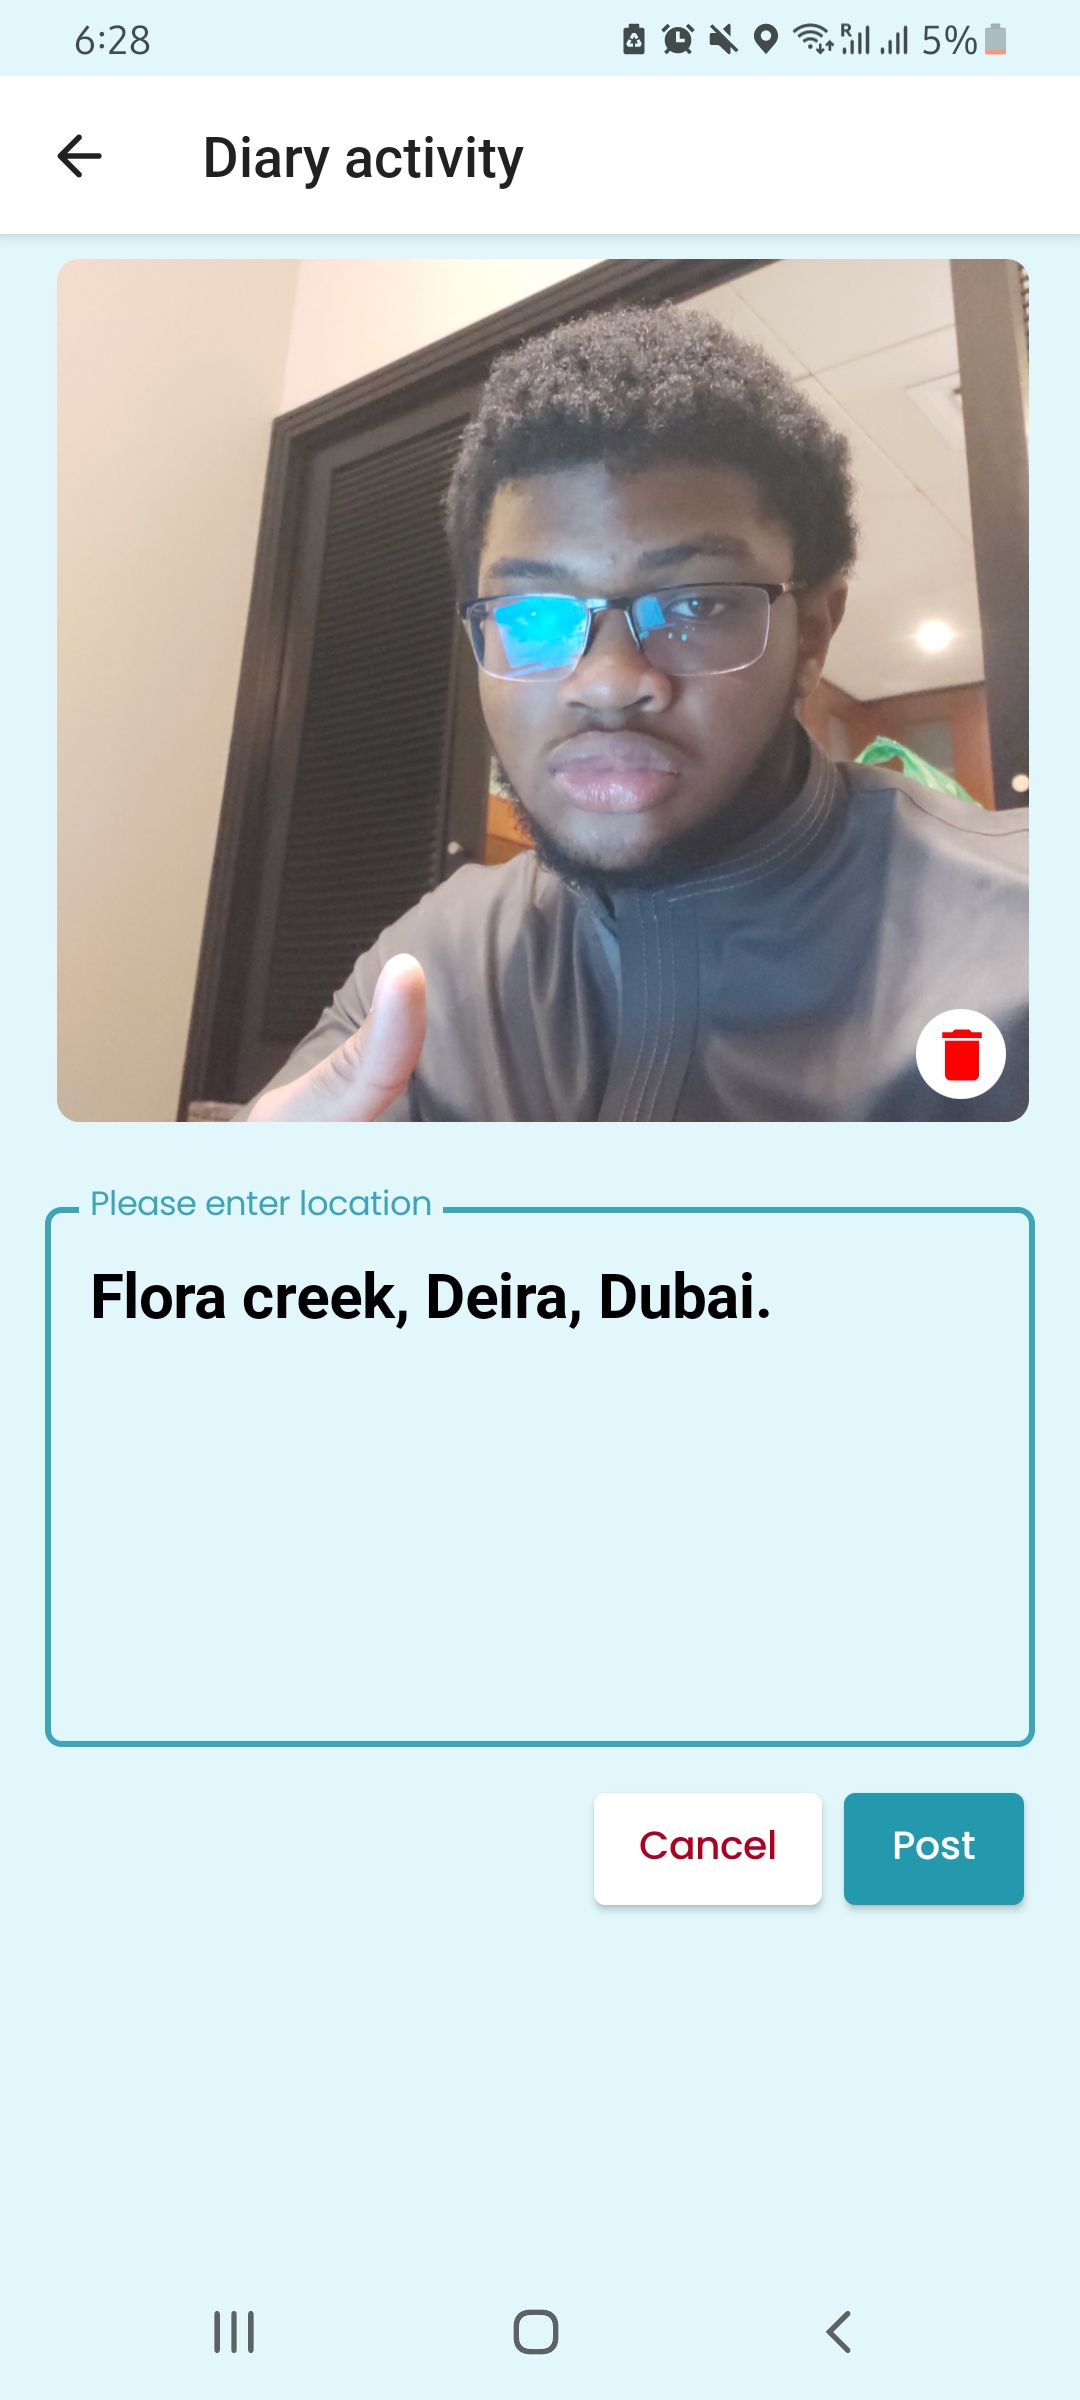 6:28 5%
Diary activity
Please enter location
Flora creek, Deira, Dubai.
Cancel Post